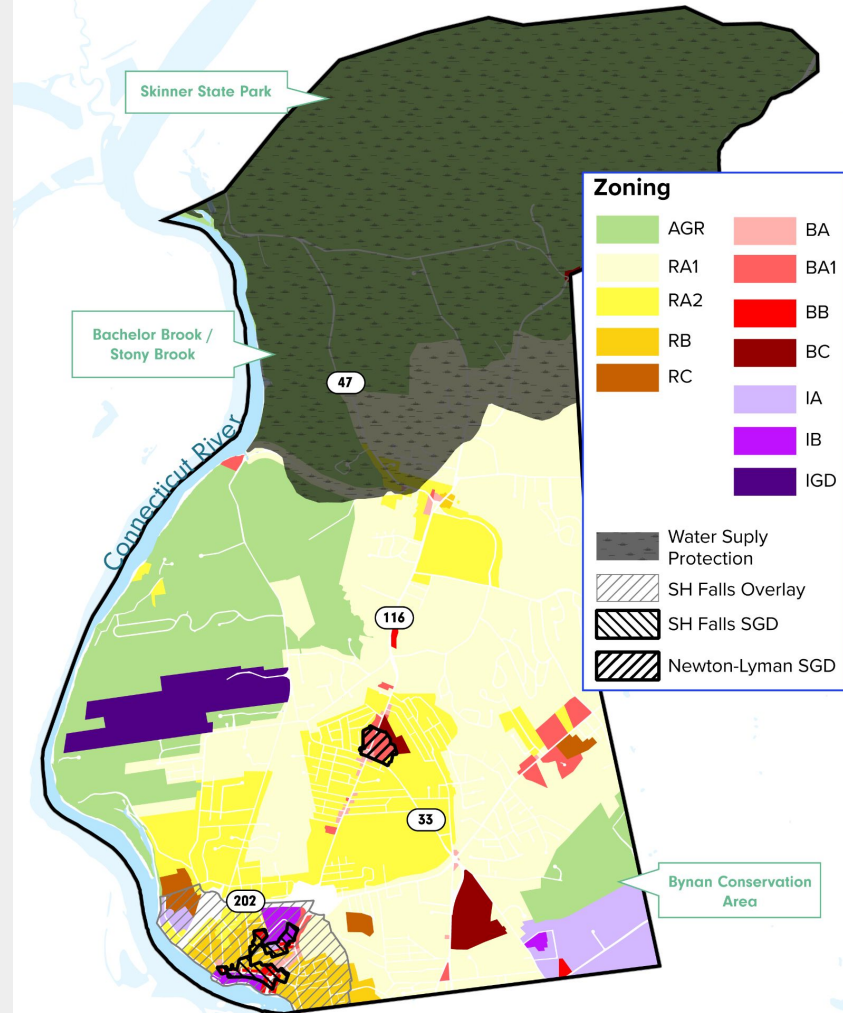 Skinner State Park
Zoning
AGR
RA1
RA2
RB
RC
BA
BA1
BB
BC
IA
IB
IGD
Water Suply
Protection
SH Falls Overlay
SH Falls SGD
Newton-Lyman SGD
Bachelor Brook /
Stony Brook
47
Connecticut River
116
33
202
Bynan Conservation
Area